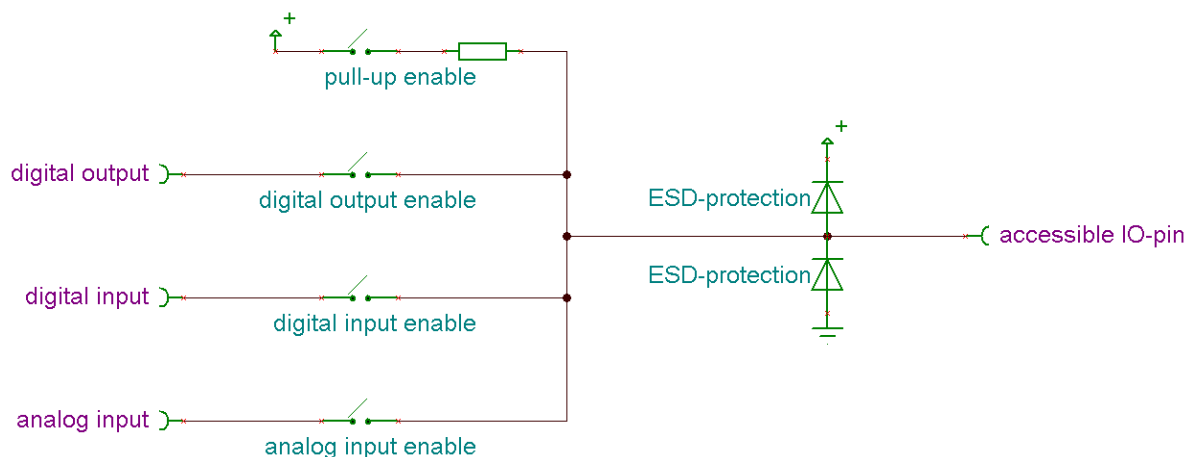 +
pull-up enable
digital output
digital output enable
digital input
digital input enable
analog input
analog input enable
+
ESD-protection
ESD-protection
accessible IO-pin